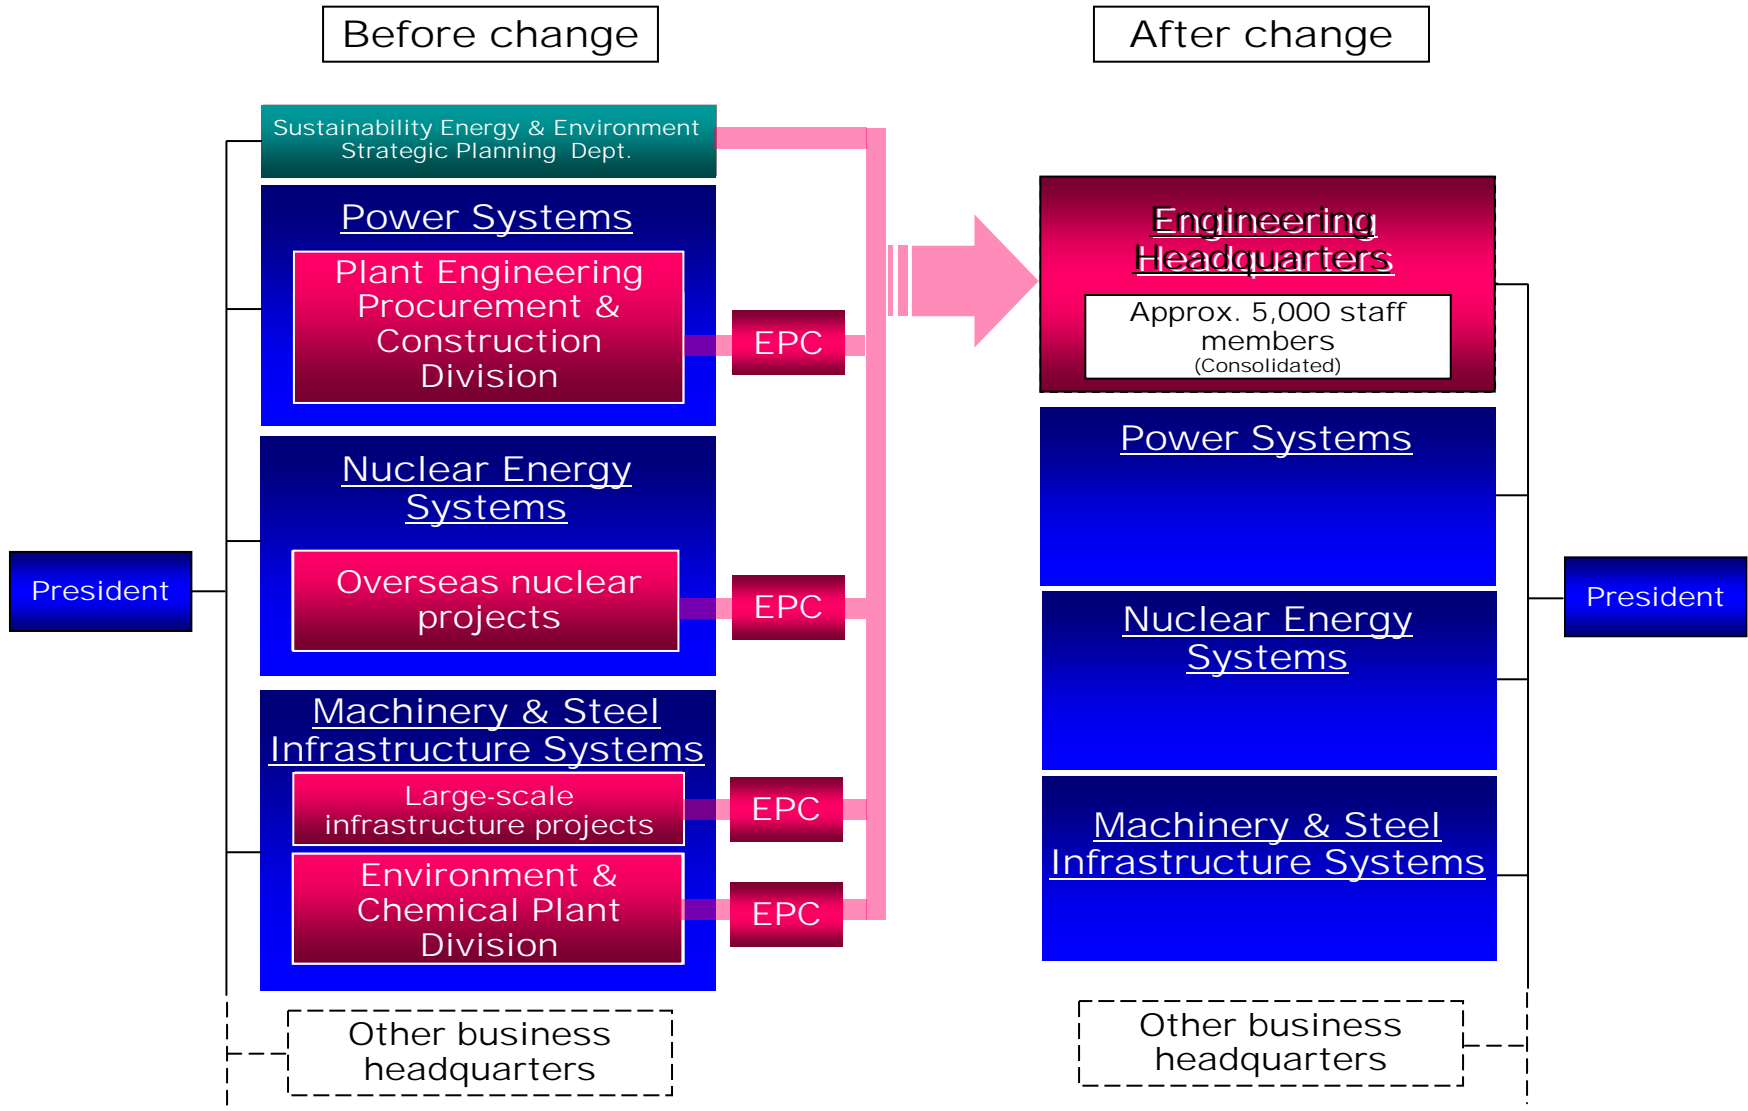 Before change
After change
Sustainability Energy & Environment
Strategic Planning Dept.
Power Systems
Plant Engineering
Procurement &
Construction
Division
EPC
Nuclear Energy
Systems
Overseas nuclear
projects
EPC
President
Machinery & Steel
Infrastructure Systems
Large-scale
infrastructure projects
EPC
Environment &
Chemical Plant
Division
EPC
Other business
headquarters
Engineering
Headquarters
Approx. 5,000 staff
members
(Consolidated)
Power Systems
Nuclear Energy
Systems
President
Machinery & Steel
Infrastructure Systems
Other business
headquarters